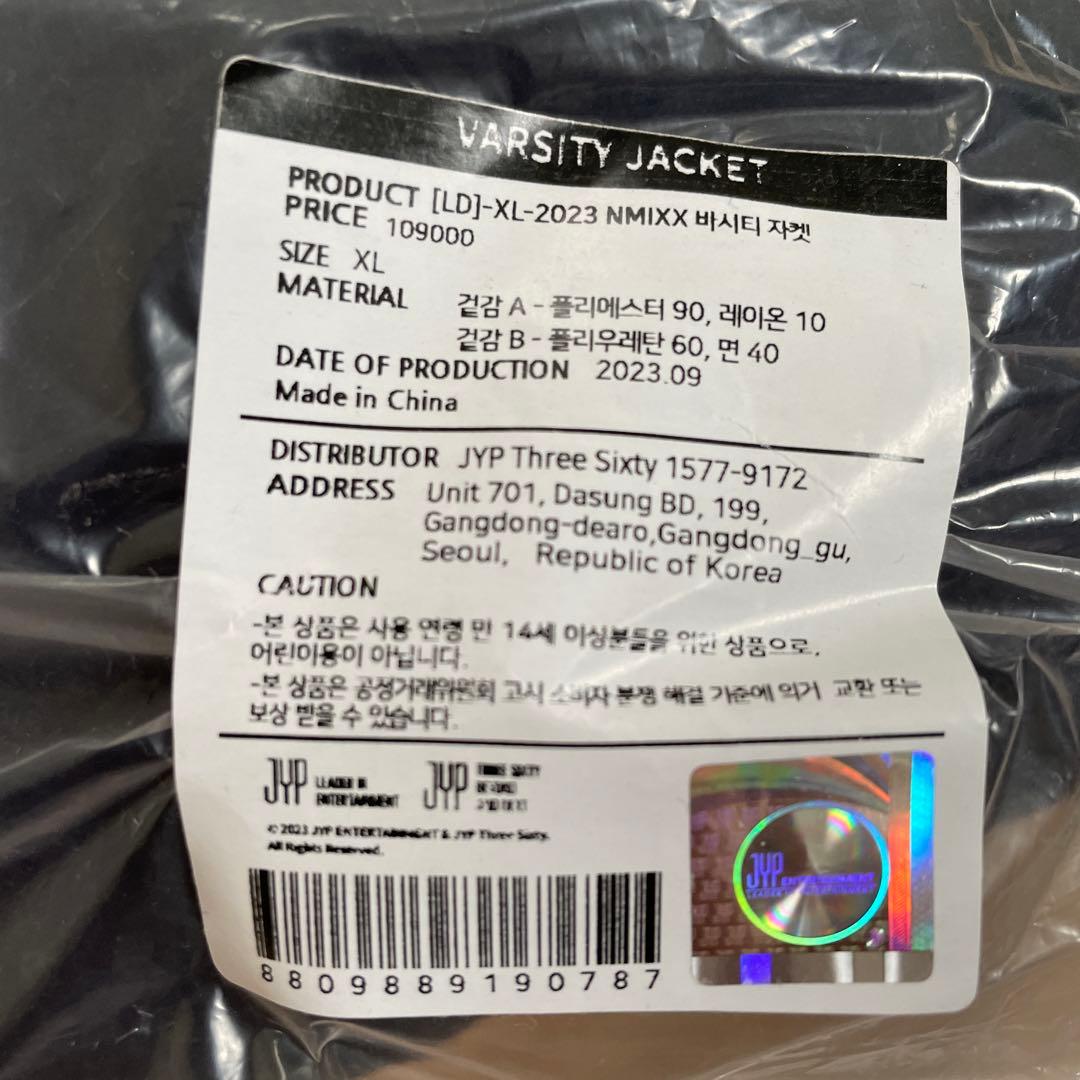 VARSITY JACKET
PRODUCT [LD]-XL-2023 NMIXX 바시티 자켓
PRICE 109000
SIZE XL
MATERIAL 겉감 A - 폴리에스터 90, 레이온 10
겉감 B - 폴리우레탄 60, 면 40
DATE OF PRODUCTION 2023.09
Made in China
DISTRIBUTOR JYP Three Sixty 1577-9172
ADDRESS Unit 701, Dasung BD, 199,
Gangdong-dearo,Gangdong_gu,
Seoul, Republic of Korea
CAUTION
-본 상품은 사용 연령 만 14세 이상분들을 위한 상품으로,
어린이용이 아닙니다.
-본 상품은 공정거래위원회 고시 소비자 분쟁 해결 기준에 의거 교환 또는
보상 받을 수 있습니다.
JYP LEADER IN
ENTERTAINMENT
JYP THREE SIXTY
© 2023 JYP ENTERTAINMENT & JYP Three Sixty.
All Rights Reserved.
8809889190787
JYP ENTERTAINMENT